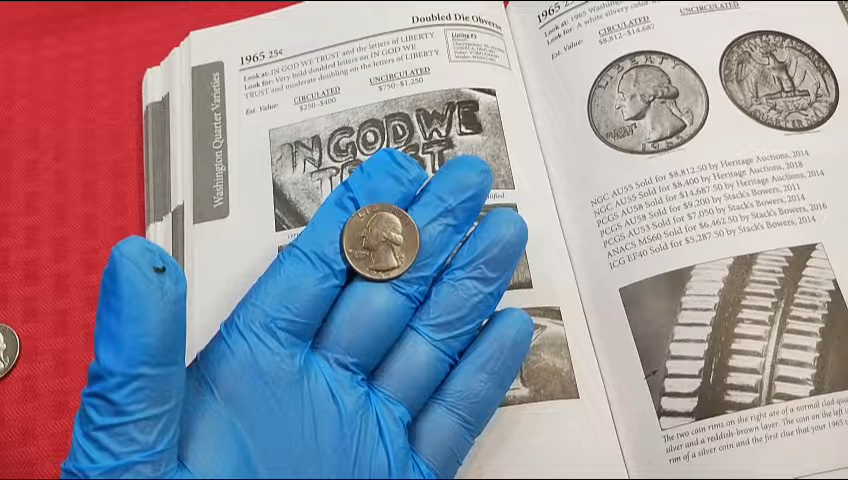 Doubled Die Obverse
1965 25¢
Look at: IN GOD WE TRUST and the letters of LIBERTY
Look for: Very bold doubled letters on IN GOD WE
TRUST and moderate doubling on the letters of LIBERTY
CIRCULATED UNCIRCULATED
Est. Value: $250–$400 $750–$1,250
Washington Quarter Varieties
IN GOD WE
TRUST
1965
Look at: 1965
Look for: A white silvery color
CIRCULATED UNCIRCULATED
Est. Value: $8,812–$14,687
LIBERTY
1965
QUARTER
NGC AU55 Sold for $8,812.50 by Heritage Auctions, 2014
NGC AU55 Sold for $8,400 by Heritage Auctions, 2018
PCGS AU58 Sold for $14,687.50 by Heritage Auctions, 2014
PCGS AU58 Sold for $9,200 by Stack's Bowers, 2011
PCGS AU53 Sold for $7,050 by Stack's Bowers, 2014
ANACS MS60 Sold for $6,462.50 by Stack's Bowers, 2016
ICG EF40 Sold for $5,287.50 by Stack's Bowers, 2014
The two coin runs on the right are of a normal clad
silver and a reddish-brown layer. The coin on the left
rim of a silver coin and the first clue that your 1965